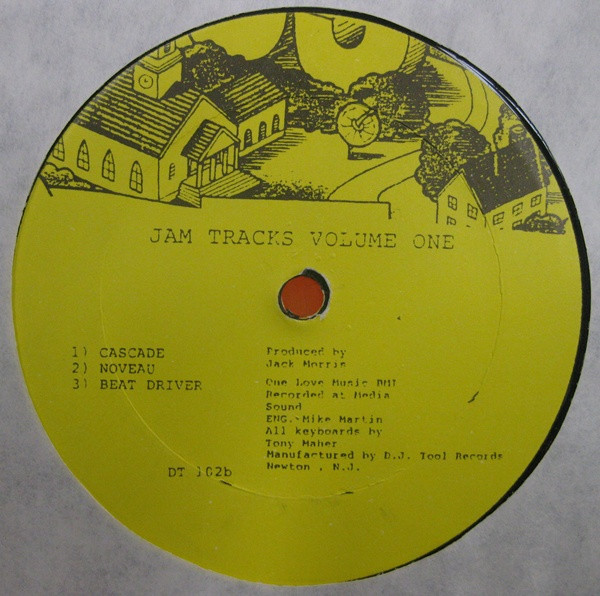 JAM TRACKS VOLUME ONE
1) CASCADE
2) NOVEAU
3) BEAT DRIVER
Produced by
Jack Morris
One Love Music BMI
Recorded at Media
Sound
ENG.-Mike Martin
All keyboards by
Tony Maher
Manufactured by D.J. Tool Records
Newton , N.J.
DT 102b